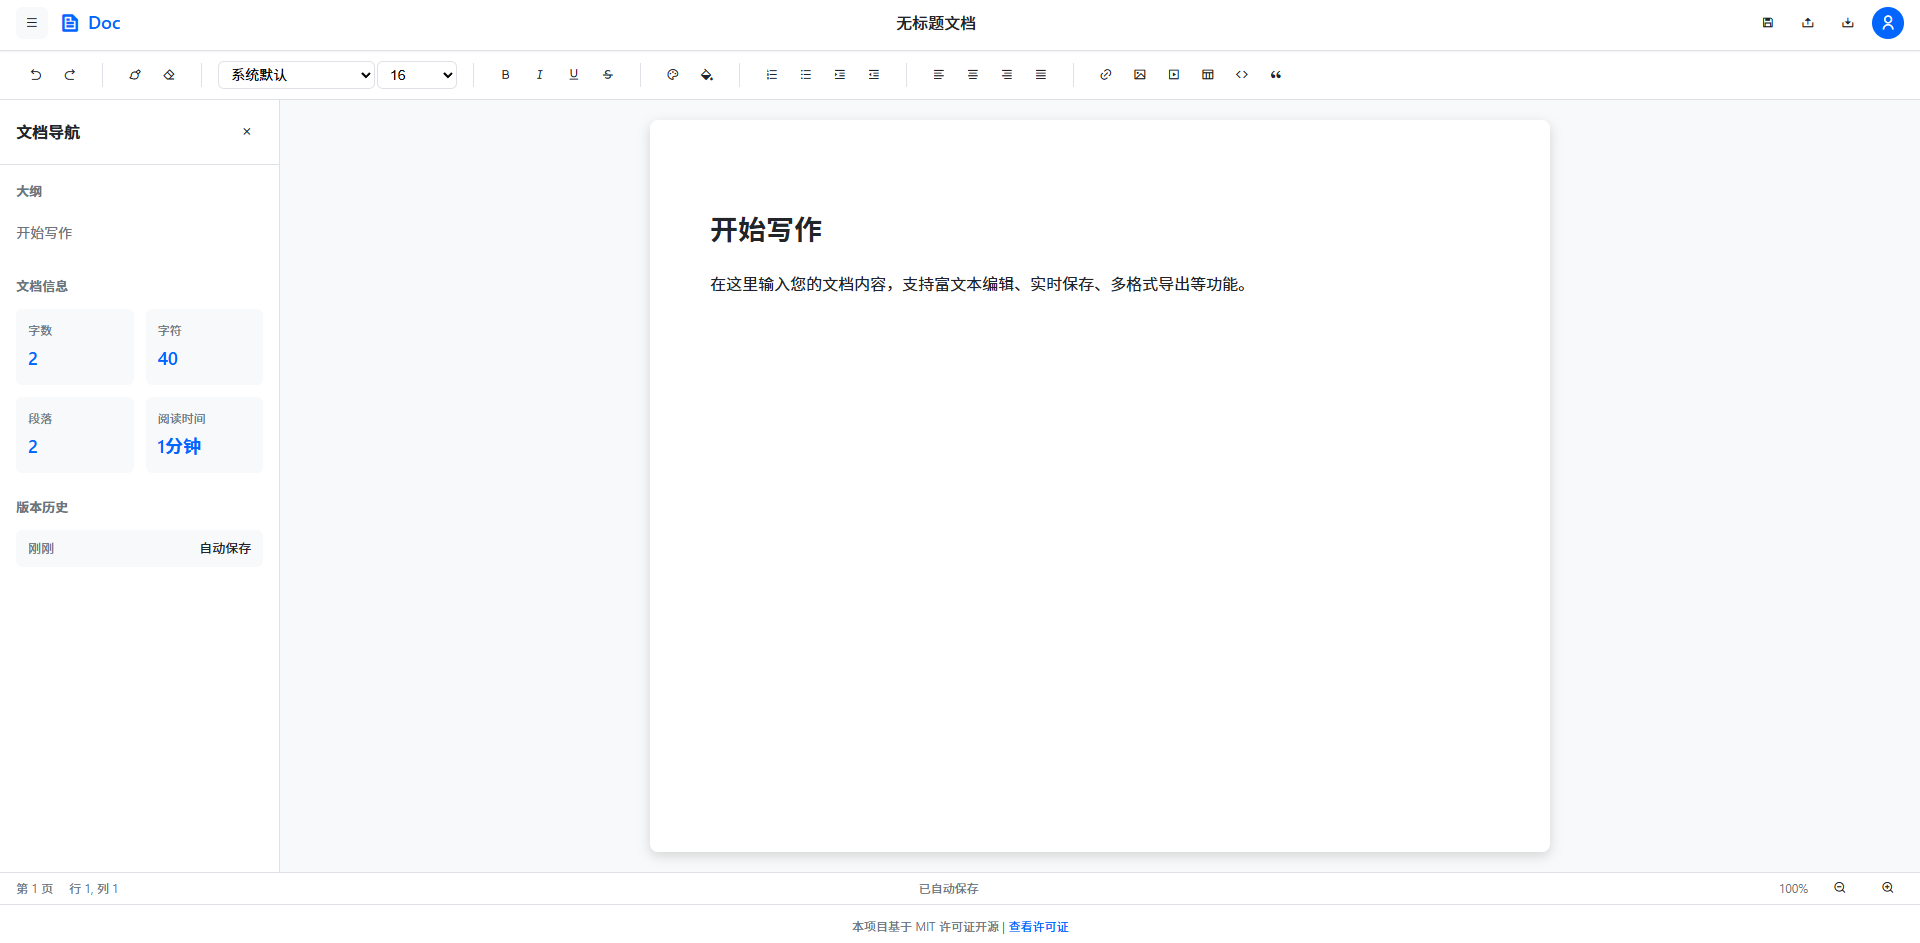 Doc
无标题文档
系统默认 16 B I U S
文档导航 ×
大纲
开始写作
文档信息
字数 字符
2 40
段落 阅读时间
2 1分钟
版本历史
刚刚 自动保存
开始写作
在这里输入您的文档内容，支持富文本编辑、实时保存、多格式导出等功能。
第 1 页 行 1, 列 1 已自动保存 100%
本项目基于 MIT 许可证开源 | 查看许可证